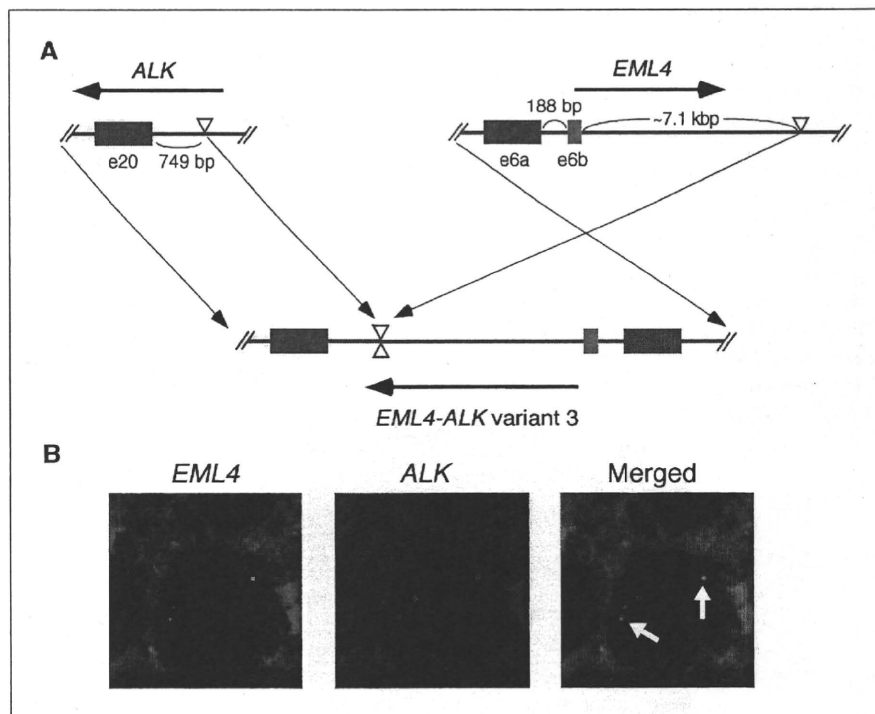 A
ALK
EML4
188 bp
~7.1 kbp
e20
749 bp
e6a
e6b
EML4-ALK variant 3
B
EML4
ALK
Merged